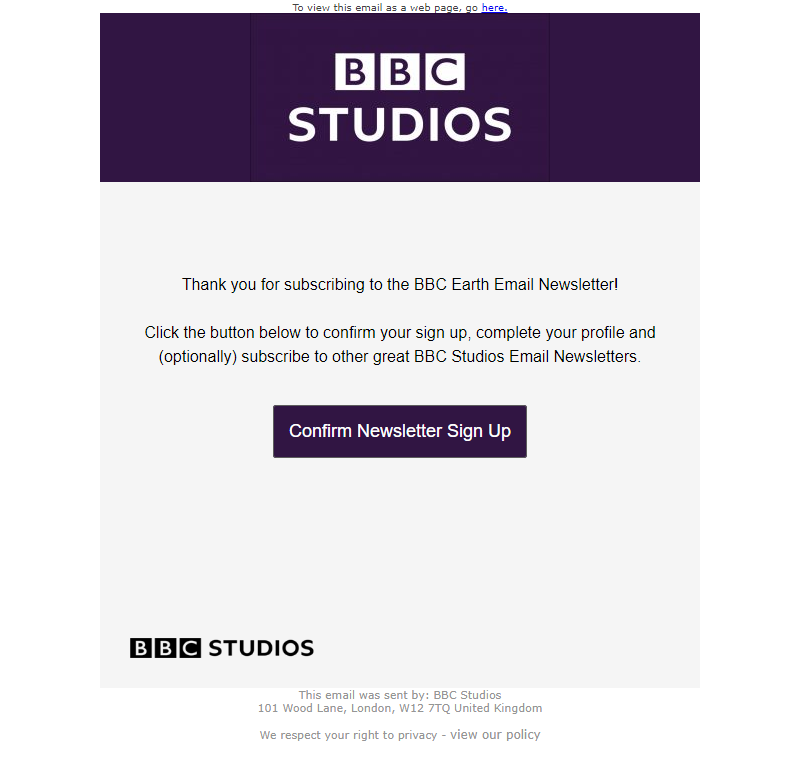 To view this email as a web page, go here.
BBC
STUDIOS
Thank you for subscribing to the BBC Earth Email Newsletter!
Click the button below to confirm your sign up, complete your profile and
(optionally) subscribe to other great BBC Studios Email Newsletters.
Confirm Newsletter Sign Up
BBC STUDIOS
This email was sent by: BBC Studios
101 Wood Lane, London, W12 7TQ United Kingdom
We respect your right to privacy - view our policy